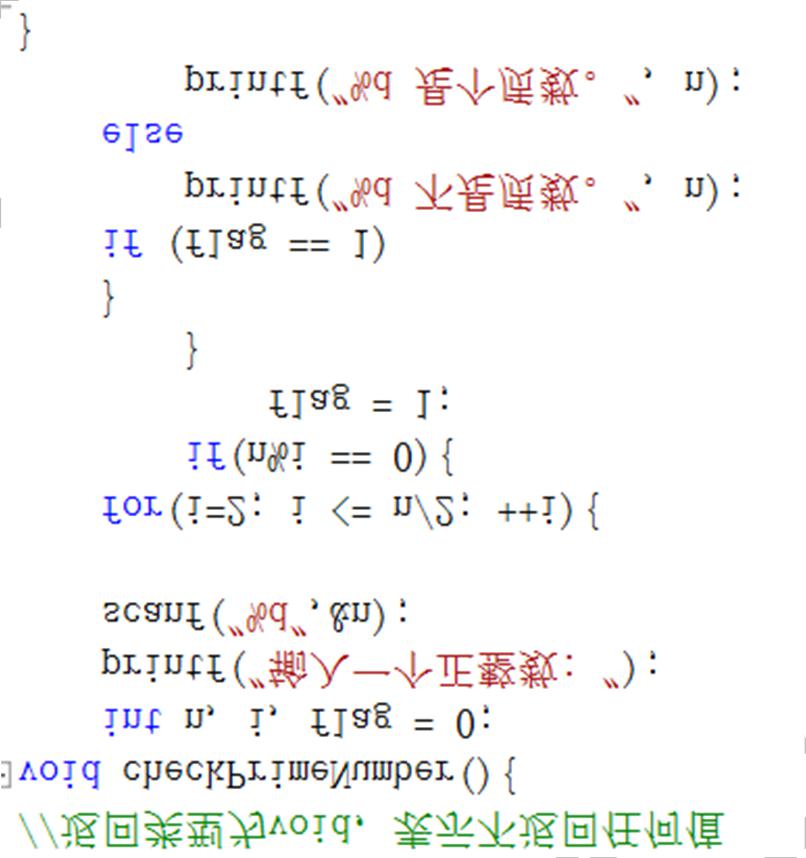 //返回类型为void，表示不返回任何值
void checkPrimeNumber(){
    int n, i, flag = 0;
    printf("输入一个正整数: ");
    scanf("%d",&n);

    for(i=2; i <= n/2; ++i){
        if(n%i == 0){
            flag = 1;
        }
    }
    if (flag == 1)
        printf("%d 不是质数。", n);
    else
        printf("%d 是个质数。", n);
}